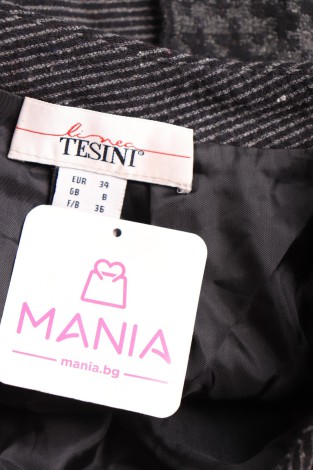 linea
TESINI®
EUR 34
GB 8
F/B 36
MANIA
mania.bg